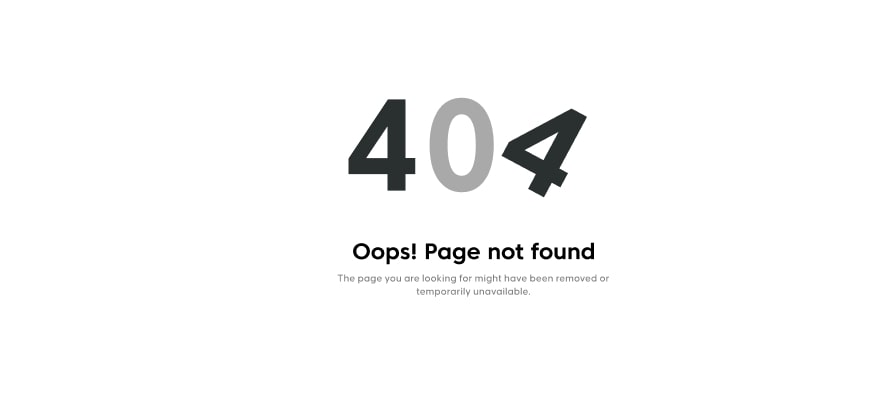 404
Oops! Page not found
The page you are looking for might have been removed or
temporarily unavailable.